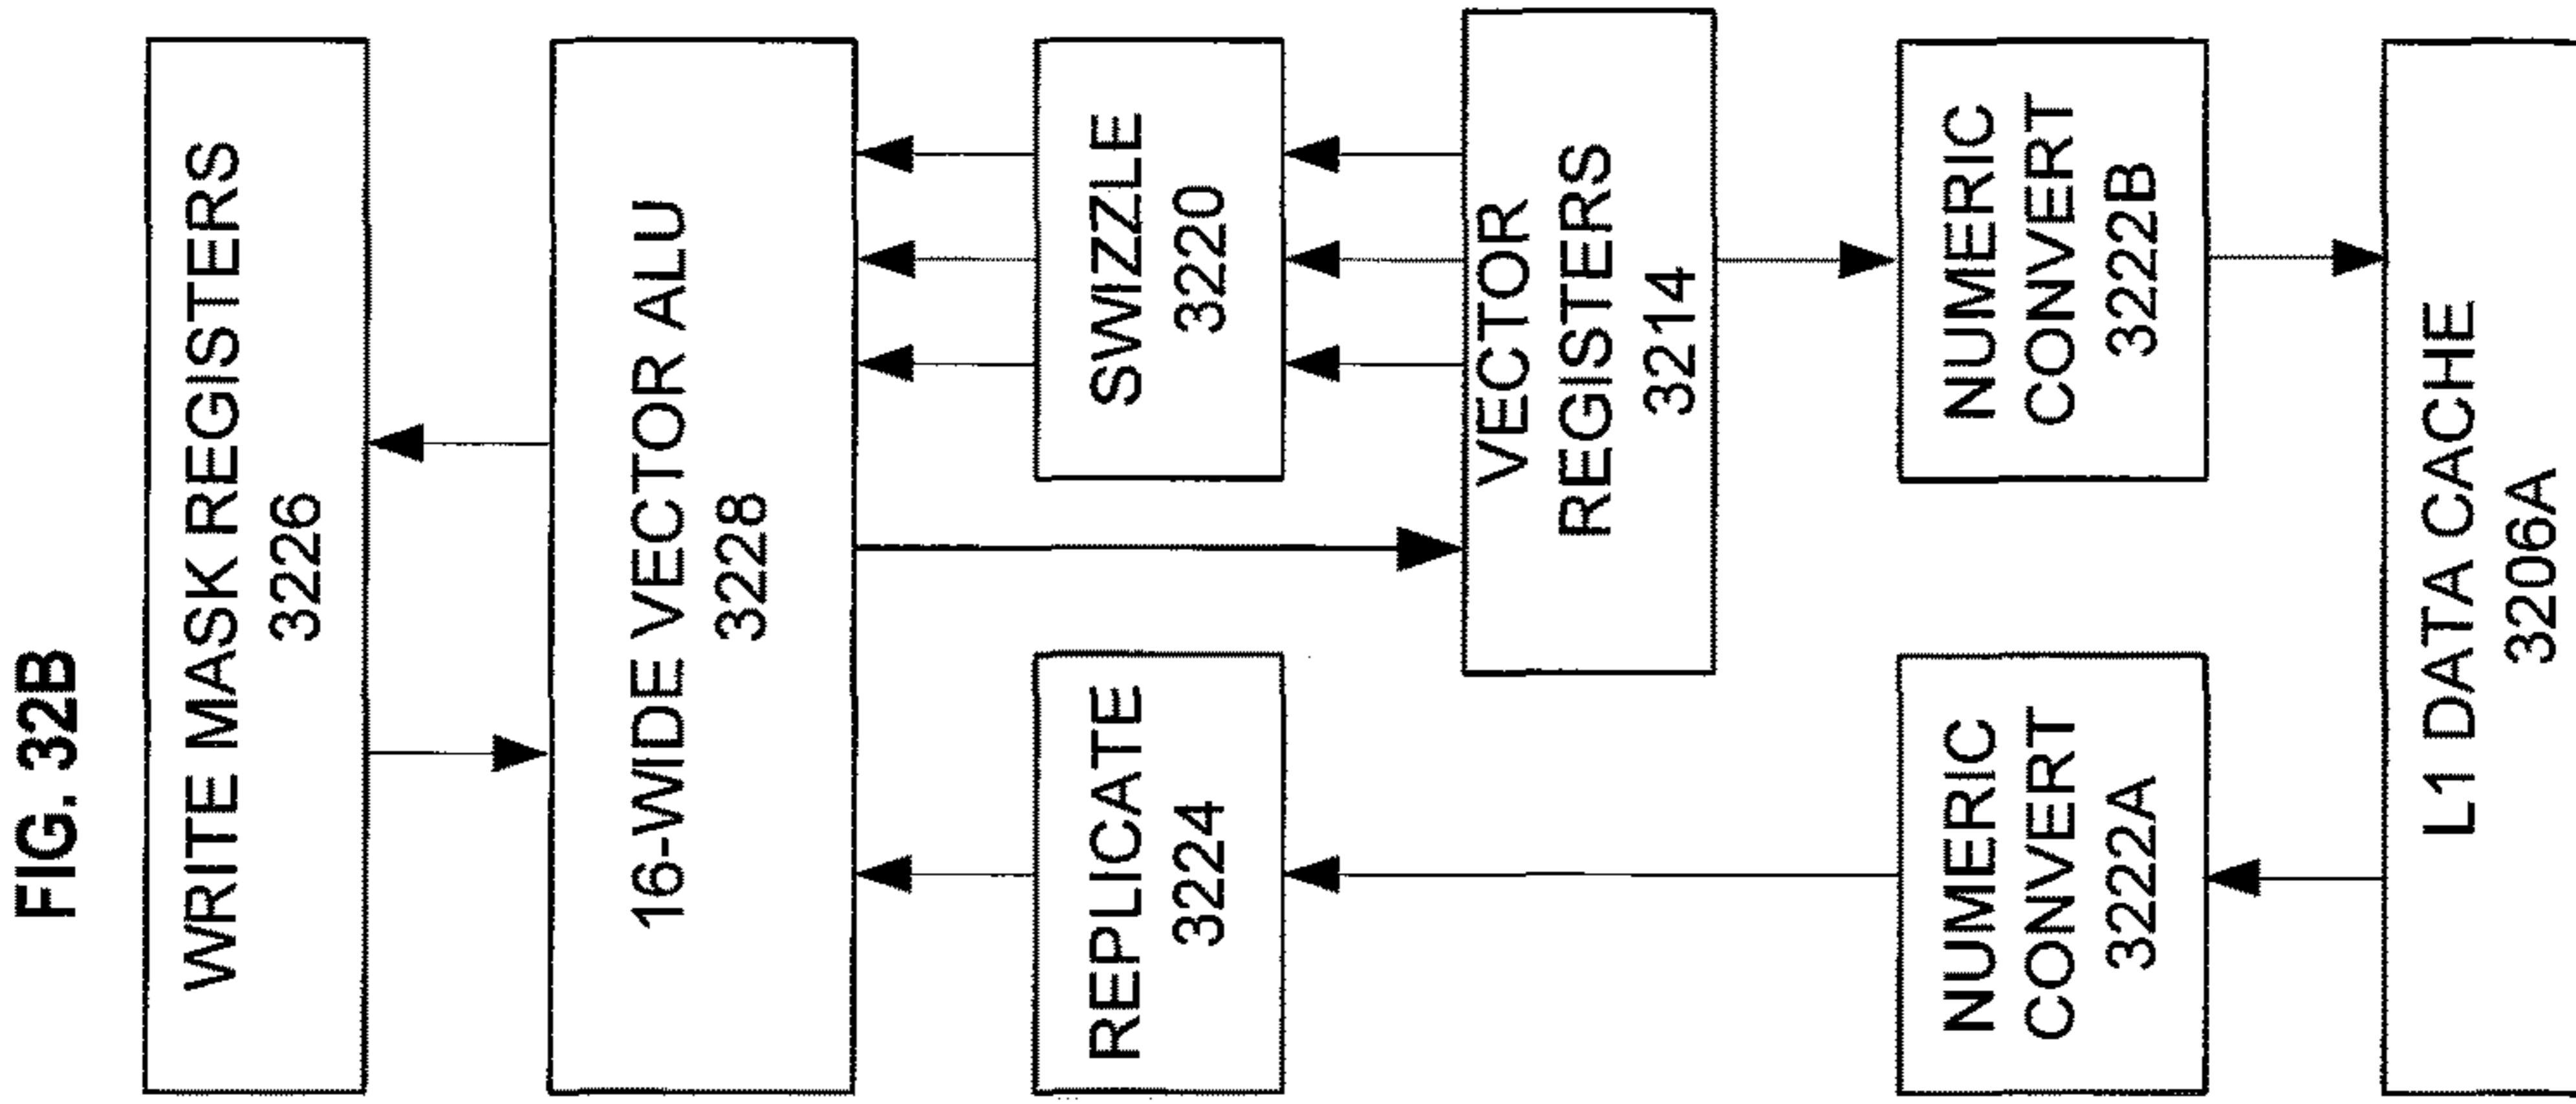 FIG. 32B
WRITE MASK REGISTERS
3226
16-WIDE VECTOR ALU
3228
REPLICATE
3224
SWIZZLE
3220
VECTOR
REGISTERS
3214
NUMERIC
CONVERT
3222A
NUMERIC
CONVERT
3222B
L1 DATA CACHE
3206A